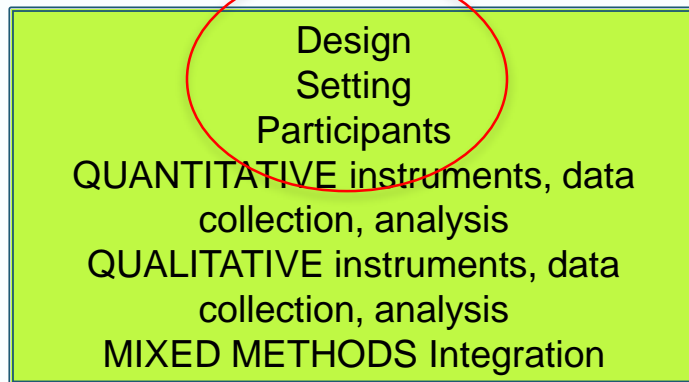 Design
Setting
Participants
QUANTITATIVE instruments, data
collection, analysis
QUALITATIVE instruments, data
collection, analysis
MIXED METHODS Integration